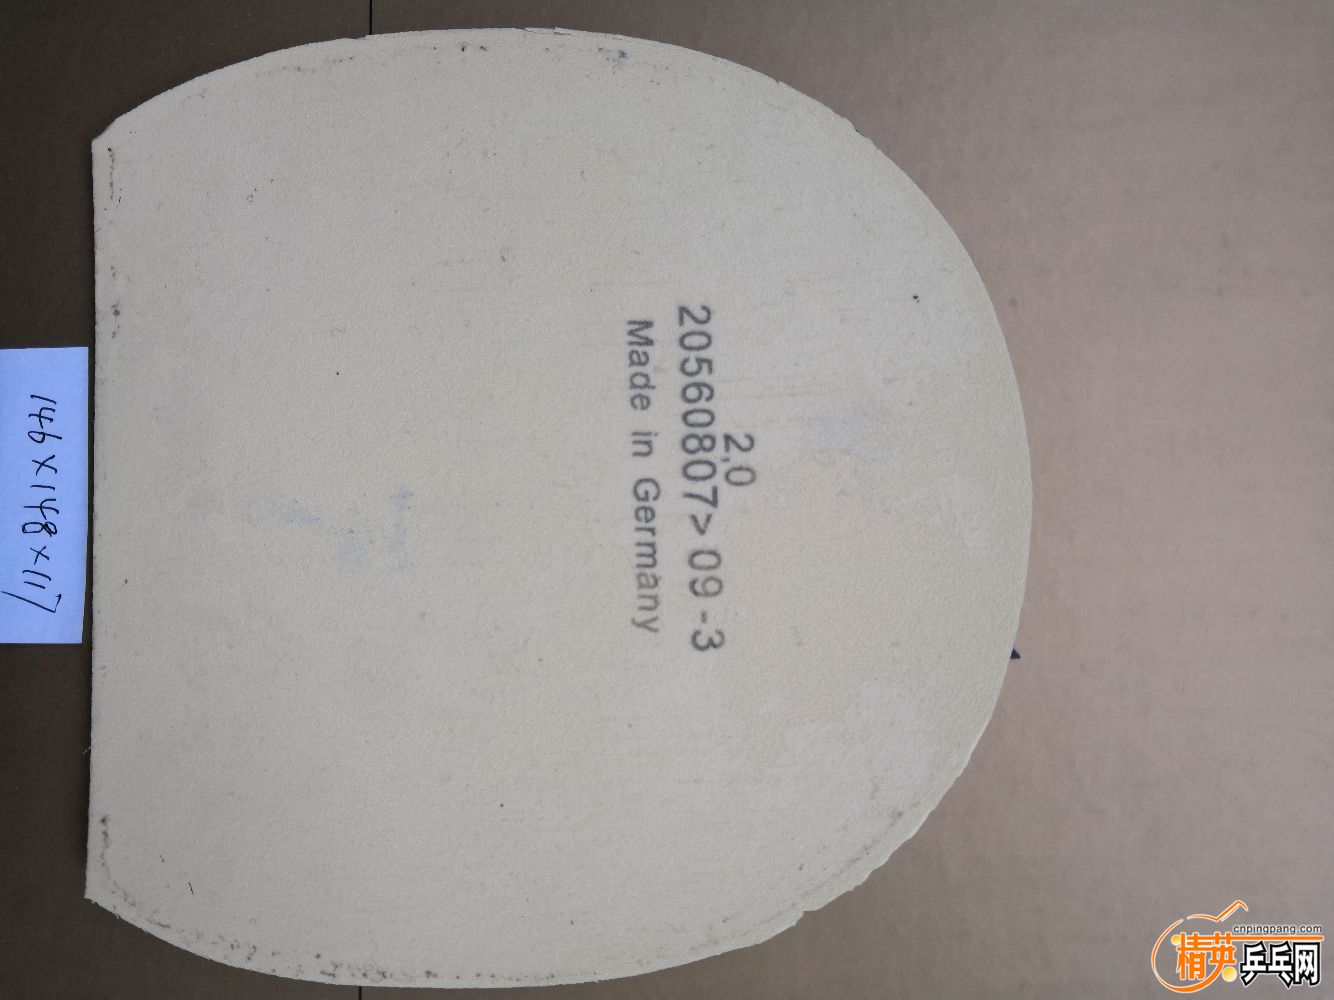 2,0
20560807>09-3
Made in Germany
146×148×117
cnpingpang.com
精英乒乓网